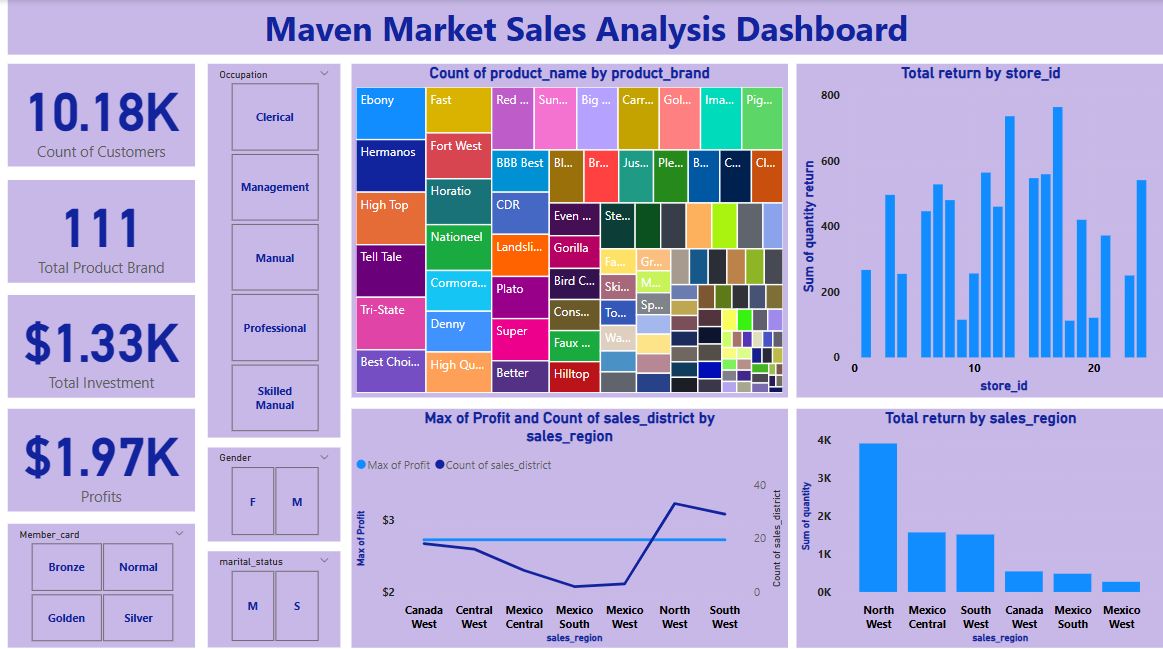 Maven Market Sales Analysis Dashboard
10.18K
Count of Customers
111
Total Product Brand
$1.33K
Total Investment
$1.97K
Profits
Member_card
Bronze
Normal
Golden
Silver
Occupation
Clerical
Management
Manual
Professional
Skilled
Manual
Gender
F
M
marital_status
M
S
Count of product_name by product_brand
Ebony
Hermanos
High Top
Tell Tale
Tri-State
Best Choi...
Fast
Fort West
Horatio
Nationeel
Cormora...
Denny
High Qu...
Red ...
Sun...
Big ...
Carr...
Gol...
Ima...
Pig...
BBB Best
CDR
Landsli...
Plato
Super
Better
Bl...
Br...
Jus...
Ple...
B...
C...
Cl...
Even ...
Gorilla
Bird C...
Cons...
Faux ...
Hilltop
Ste...
Fa...
Ski...
To...
Wa...
Gr...
M...
Sp...
Total return by store_id
Sum of quantity return
800
600
400
200
0
0
10
20
store_id
Max of Profit and Count of sales_district by
sales_region
Max of Profit
Count of sales_district
Max of Profit
$3
$2
40
20
0
Count of sales_district
Canada
West
Central
West
Mexico
Central
Mexico
South
Mexico
West
North
West
South
West
sales_region
Total return by sales_region
Sum of quantity
4K
3K
2K
1K
0K
North
West
Mexico
Central
South
West
Canada
West
Mexico
South
Mexico
West
sales_region